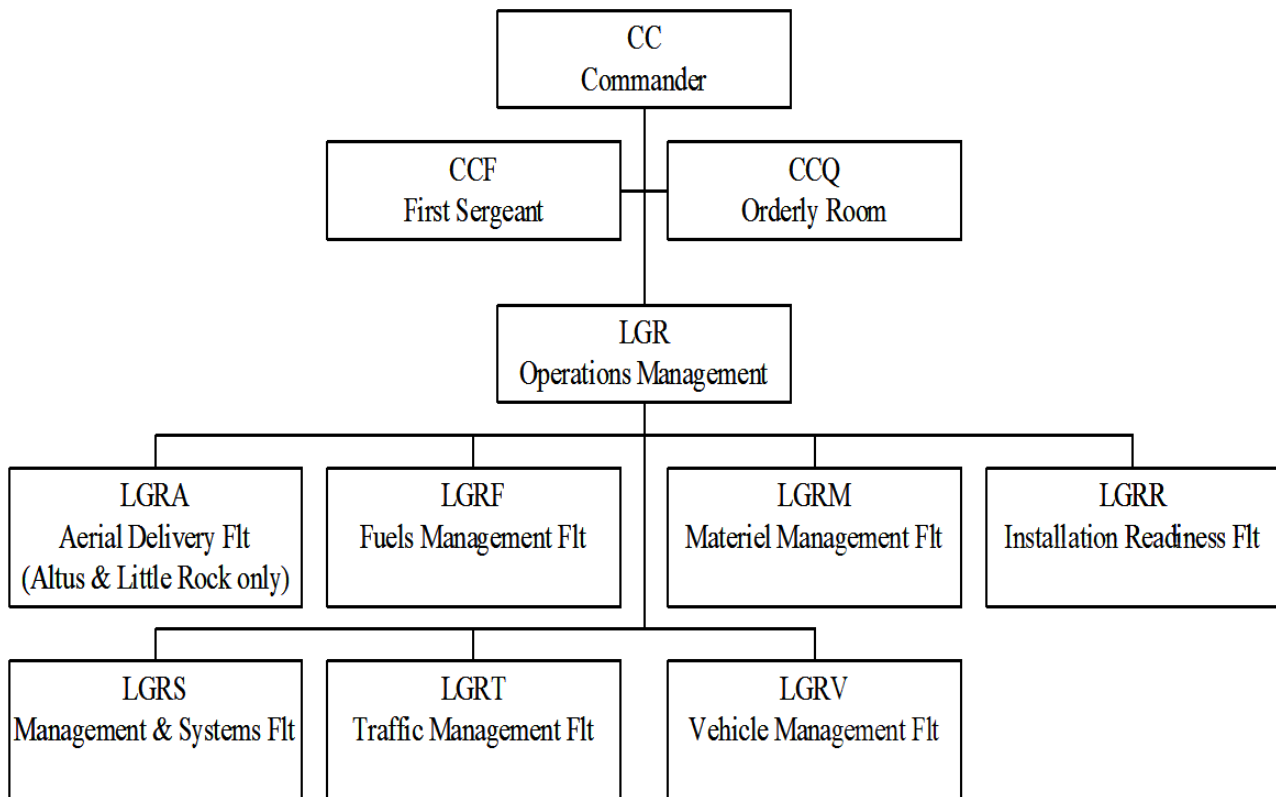 CC
Commander
CCF
First Sergeant
CCQ
Orderly Room
LGR
Operations Management
LGRA
Aerial Delivery Flt
(Altus & Little Rock only)
LGRF
Fuels Management Flt
LGRM
Materiel Management Flt
LGRR
Installation Readiness Flt
LGRS
Management & Systems Flt
LGRT
Traffic Management Flt
LGRV
Vehicle Management Flt